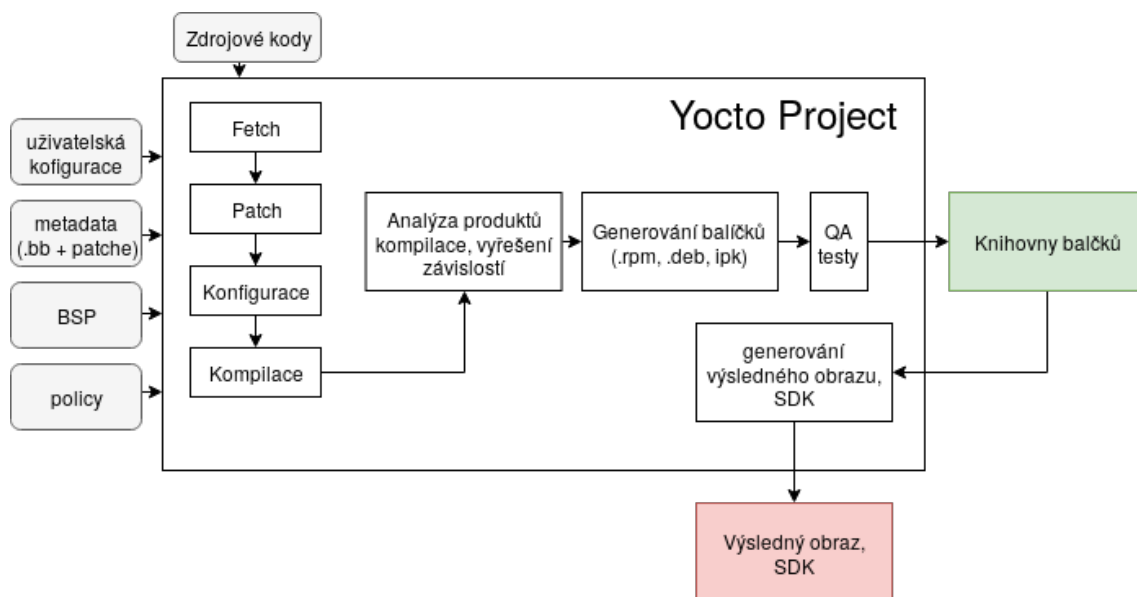 Zdrojové kody
Yocto Project
uživatelská
kofigurace
metadata
(.bb + patche)
BSP
policy
Fetch
Patch
Konfigurace
Kompilace
Analýza produktů
kompilace, vyřešení
závislostí
Generování balíčků
(.rpm, .deb, ipk)
QA
testy
Knihovny balčků
generování
výsledného obrazu,
SDK
Výsledný obraz,
SDK